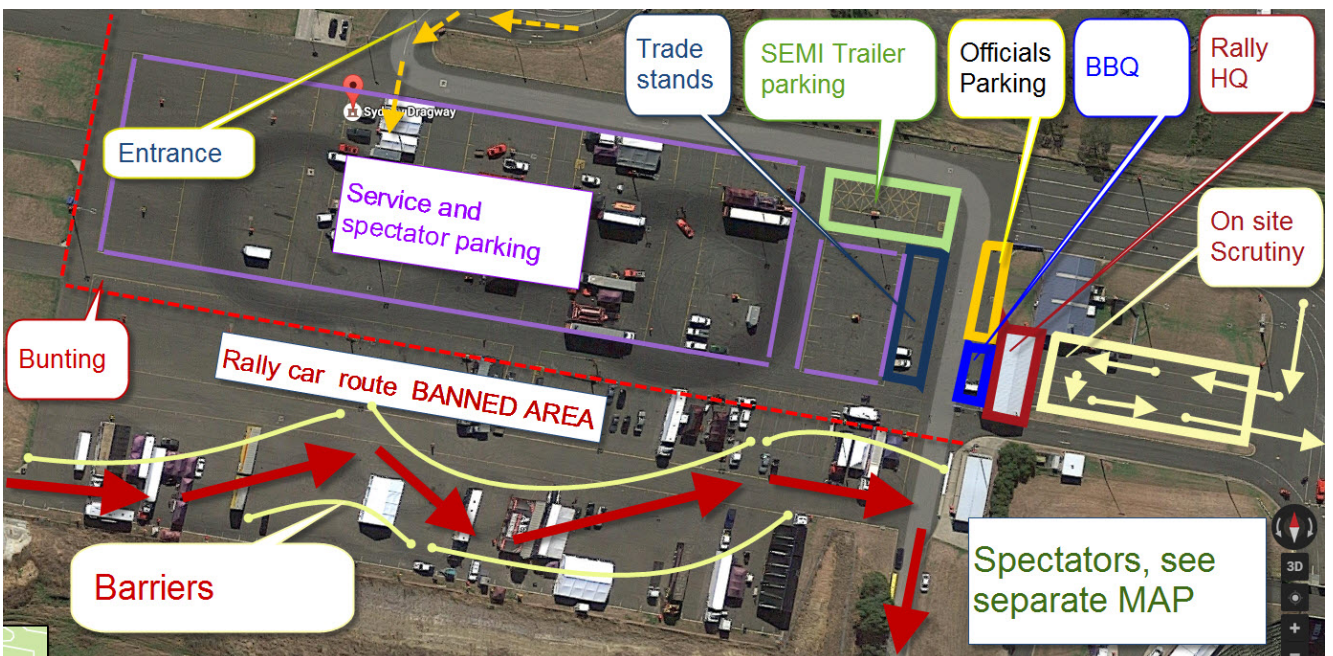 Trade
stands
SEMI Trailer
parking
Officials
Parking
BBQ
Rally
HQ
Sydney Dragway
Entrance
Service and
spectator parking
On site
Scrutiny
Bunting
Rally car route BANNED AREA
Barriers
Spectators, see
separate MAP
3D
+
−